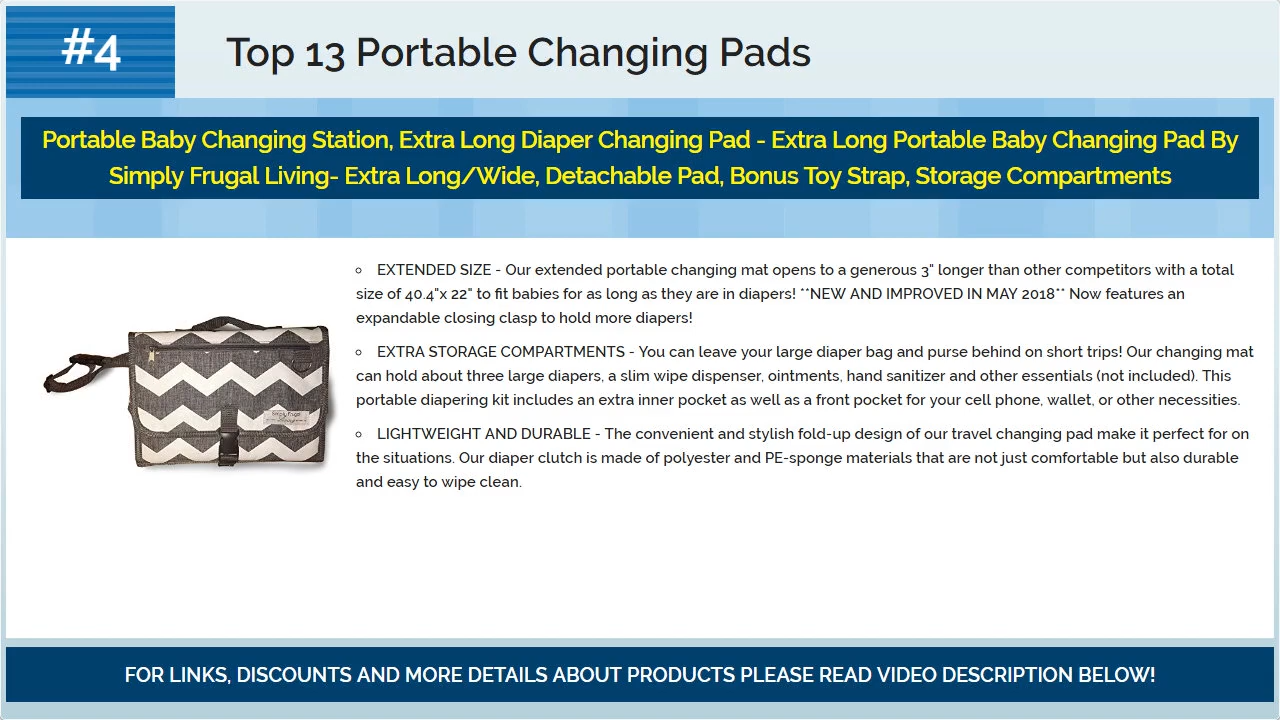 #4
Top 13 Portable Changing Pads
Portable Baby Changing Station, Extra Long Diaper Changing Pad - Extra Long Portable Baby Changing Pad By
Simply Frugal Living- Extra Long/Wide, Detachable Pad, Bonus Toy Strap, Storage Compartments
EXTENDED SIZE - Our extended portable changing mat opens to a generous 3" longer than other competitors with a total
size of 40.4"x 22" to fit babies for as long as they are in diapers! **NEW AND IMPROVED IN MAY 2018** Now features an
expandable closing clasp to hold more diapers!
EXTRA STORAGE COMPARTMENTS - You can leave your large diaper bag and purse behind on short trips! Our changing mat
can hold about three large diapers, a slim wipe dispenser, ointments, hand sanitizer and other essentials (not included). This
portable diapering kit includes an extra inner pocket as well as a front pocket for your cell phone, wallet, or other necessities.
LIGHTWEIGHT AND DURABLE - The convenient and stylish fold-up design of our travel changing pad make it perfect for on
the situations. Our diaper clutch is made of polyester and PE-sponge materials that are not just comfortable but also durable
and easy to wipe clean.
Simply Frugal
FOR LINKS, DISCOUNTS AND MORE DETAILS ABOUT PRODUCTS PLEASE READ VIDEO DESCRIPTION BELOW!